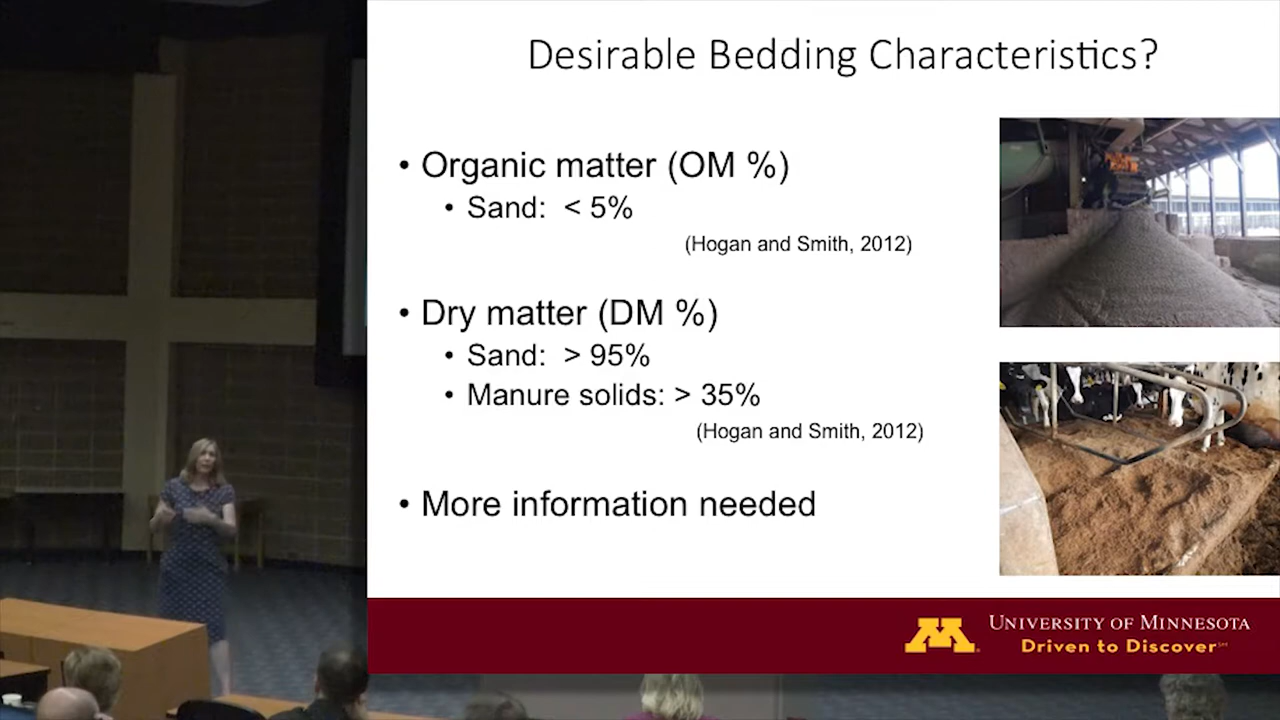 Desirable Bedding Characteristics?
• Organic matter (OM %)
• Sand: < 5%
(Hogan and Smith, 2012)
• Dry matter (DM %)
• Sand: > 95%
• Manure solids: > 35%
(Hogan and Smith, 2012)
• More information needed
M
UNIVERSITY OF MINNESOTA
Driven to Discover℠